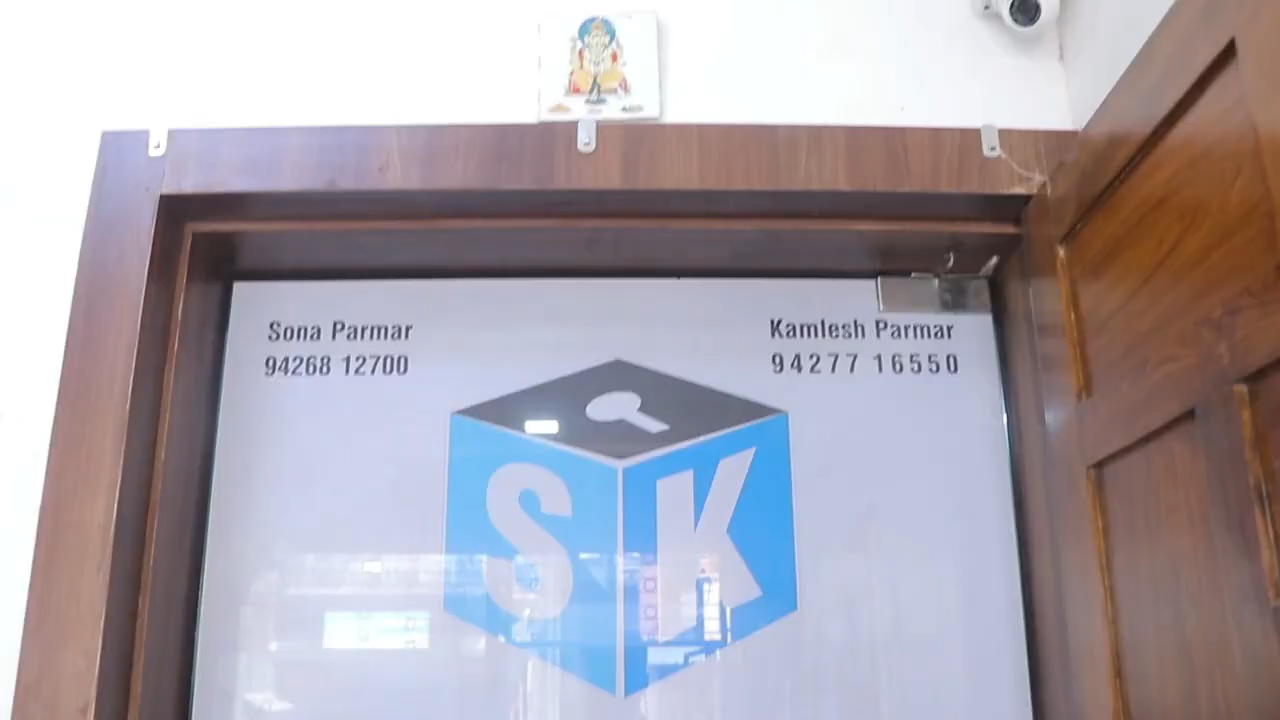 Sona Parmar
94268 12700
Kamlesh Parmar
94277 16550
SK